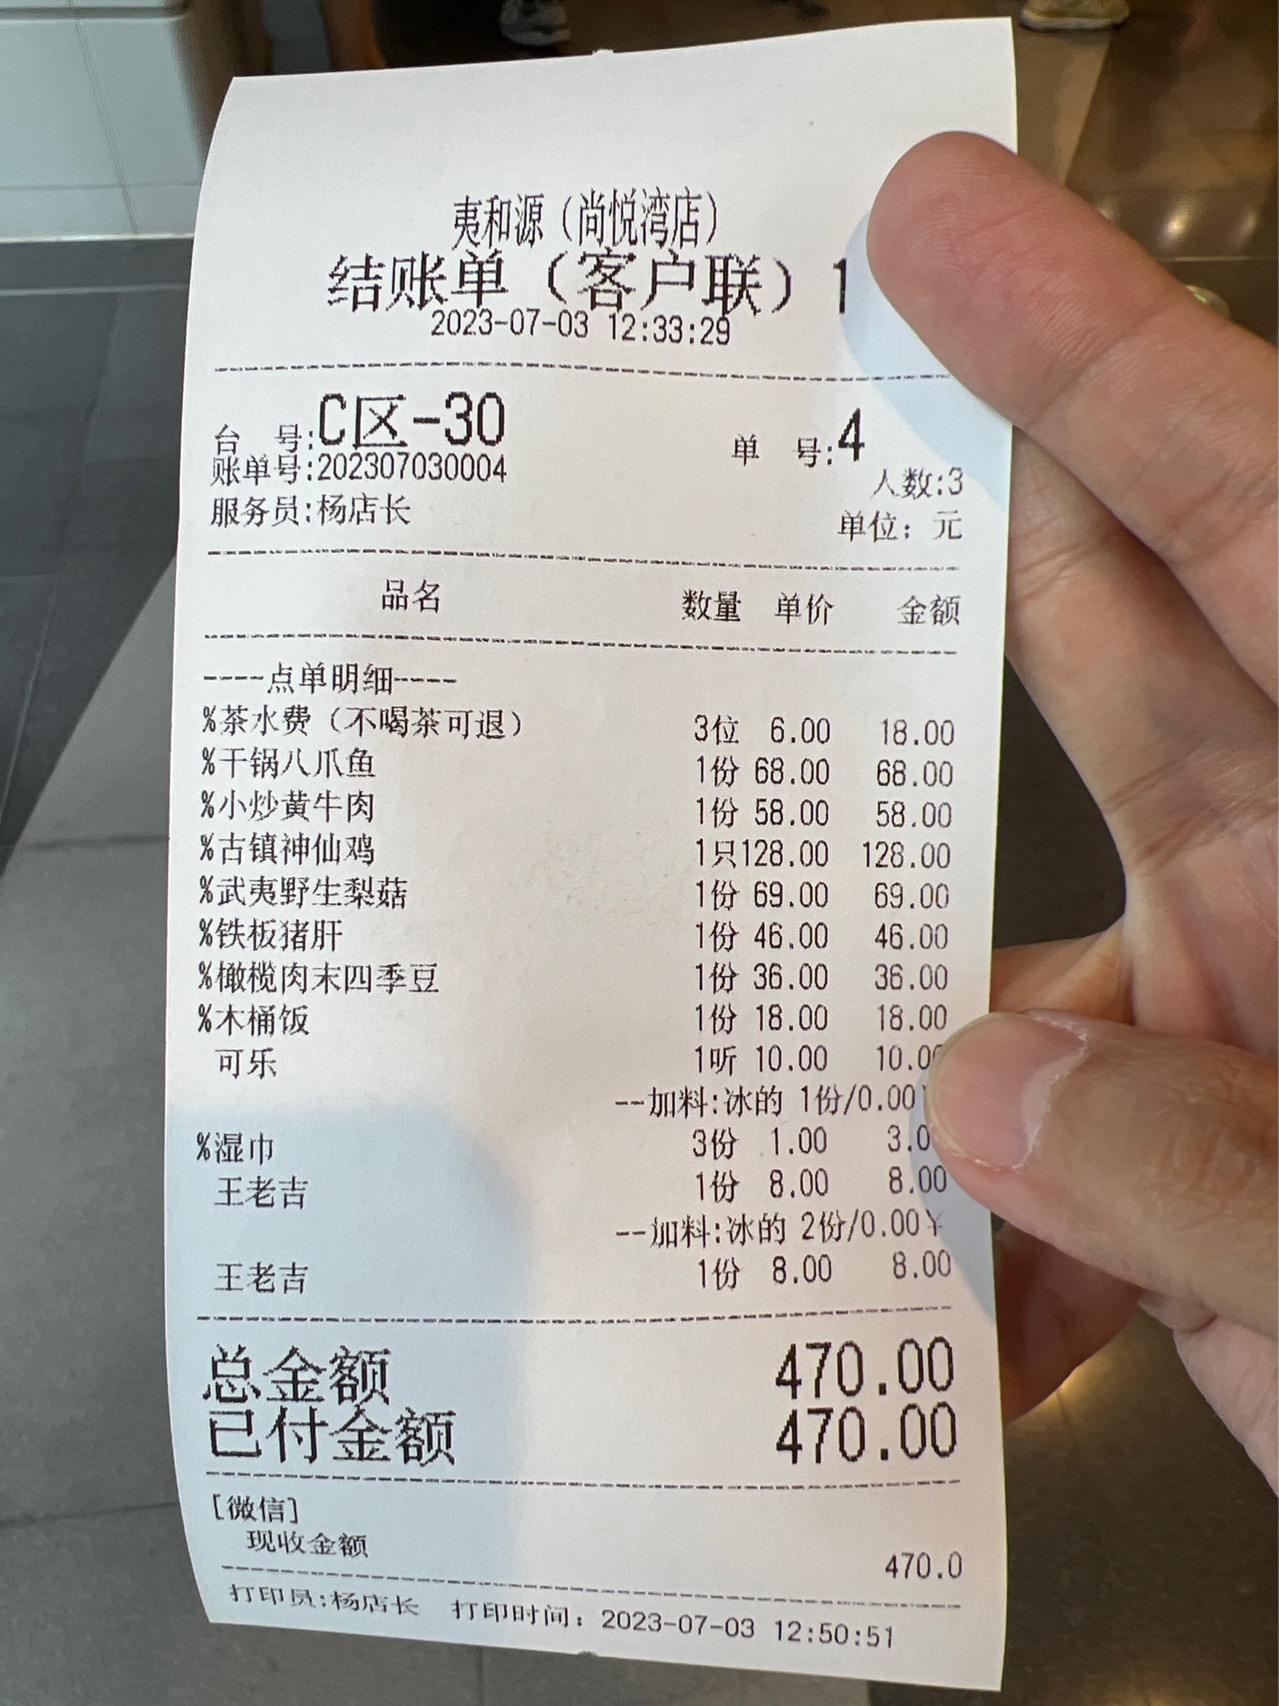 夷和源（尚悦湾店）
结账单（客户联）1
2023-07-03 12:33:29
台 号:C区-30 单 号:4
账单号:202307030004 人数:3
服务员:杨店长 单位：元
品名 数量 单价 金额
----点单明细----
%茶水费（不喝茶可退） 3位 6.00 18.00
%干锅八爪鱼 1份 68.00 68.00
%小炒黄牛肉 1份 58.00 58.00
%古镇神仙鸡 1只 128.00 128.00
%武夷野生梨菇 1份 69.00 69.00
%铁板猪肝 1份 46.00 46.00
%橄榄肉末四季豆 1份 36.00 36.00
%木桶饭 1份 18.00 18.00
可乐 1听 10.00 10.00
--加料:冰的 1份/0.00
%湿巾 3份 1.00 3.0
王老吉 1份 8.00 8.00
--加料:冰的 2份/0.00¥
王老吉 1份 8.00 8.00
总金额 470.00
已付金额 470.00
[微信]
现收金额 470.0
打印员:杨店长 打印时间：2023-07-03 12:50:51